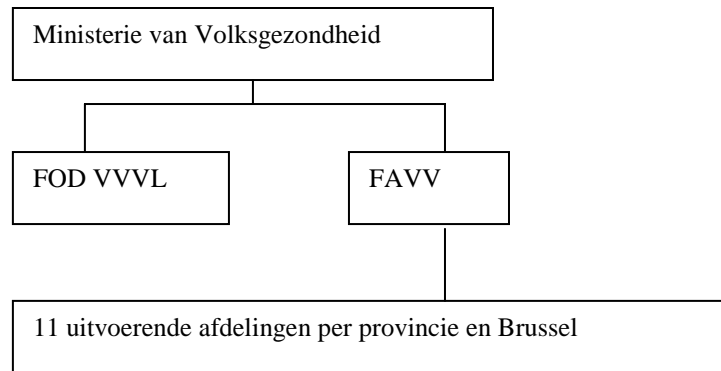 Ministerie van Volksgezondheid
FOD VVVL
FAVV
11 uitvoerende afdelingen per provincie en Brussel